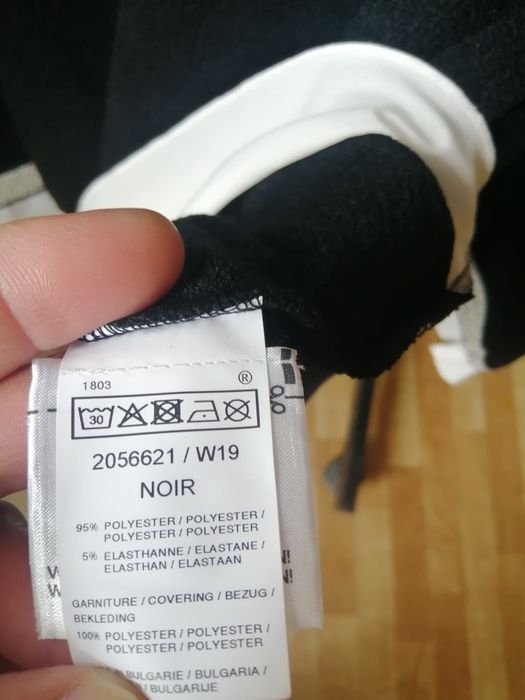 1803 ®
30
2056621 / W19
NOIR
95% POLYESTER / POLYESTER /
POLYESTER / POLYESTER
5% ELASTHANNE / ELASTANE /
ELASTHAN / ELASTAAN
GARNITURE / COVERING / BEZUG /
BEKLEDING
100% POLYESTER / POLYESTER /
POLYESTER / POLYESTER
BULGARIE / BULGARIA /
BULGARIJE
%